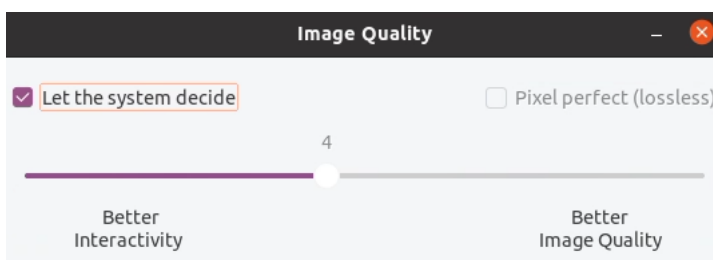 Image Quality
Let the system decide
Pixel perfect (lossless)
4
Better
Interactivity
Better
Image Quality